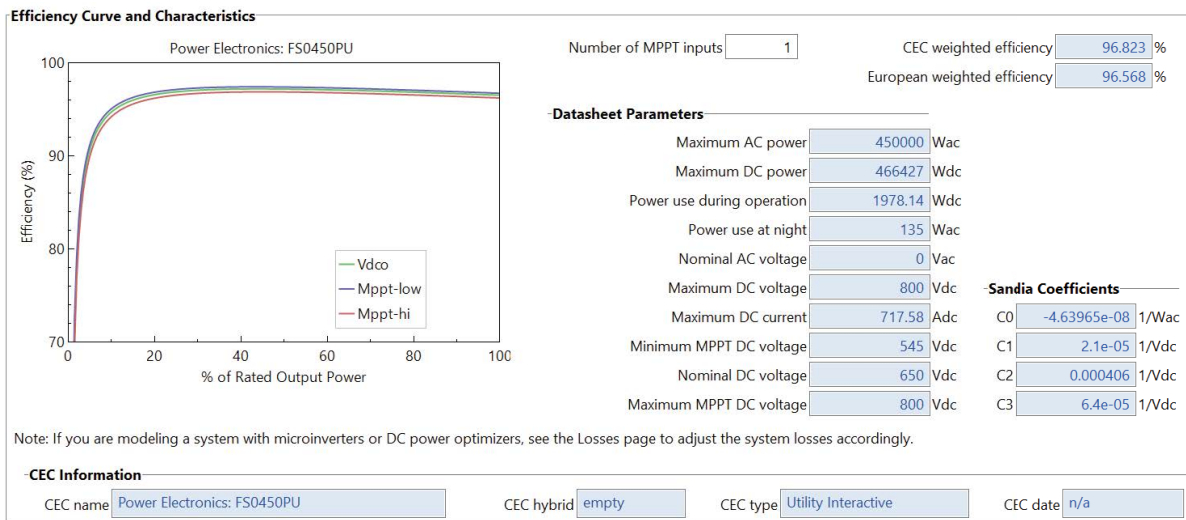 Efficiency Curve and Characteristics
Power Electronics: FS0450PU
100
90
80
70
0
20
40
60
80
100
Efficiency (%)
% of Rated Output Power
Vdco
Mppt-low
Mppt-hi
Number of MPPT inputs 1
CEC weighted efficiency 96.823 %
European weighted efficiency 96.568 %
Datasheet Parameters
Maximum AC power 450000 Wac
Maximum DC power 466427 Wdc
Power use during operation 1978.14 Wdc
Power use at night 135 Wac
Nominal AC voltage 0 Vac
Maximum DC voltage 800 Vdc
Maximum DC current 717.58 Adc
Minimum MPPT DC voltage 545 Vdc
Nominal DC voltage 650 Vdc
Maximum MPPT DC voltage 800 Vdc
Sandia Coefficients
C0 -4.63965e-08 1/Wac
C1 2.1e-05 1/Vdc
C2 0.000406 1/Vdc
C3 6.4e-05 1/Vdc
Note: If you are modeling a system with microinverters or DC power optimizers, see the Losses page to adjust the system losses accordingly.
CEC Information
CEC name Power Electronics: FS0450PU
CEC hybrid empty
CEC type Utility Interactive
CEC date n/a